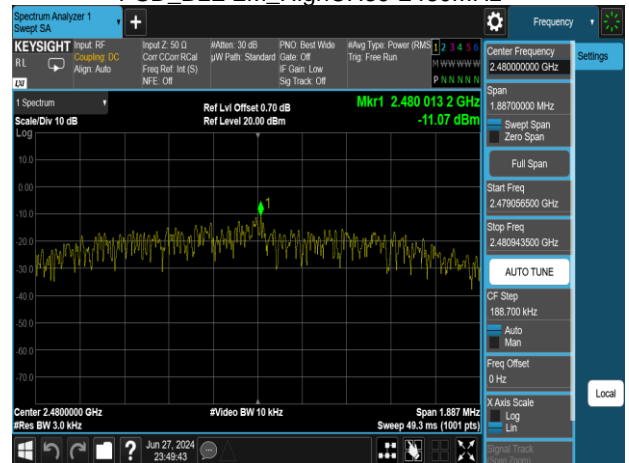 Spectrum Analyzer 1
Swept SA
Frequency
KEYSIGHT
RL
LXI
Input: RF
Coupling: DC
Align: Auto
Input Z: 50 Ω
Corr CCorr RCal
Freq Ref: Int (S)
NFE: Off
#Atten: 30 dB
µW Path: Standard
PNO: Best Wide
Gate: Off
IF Gain: Low
Sig Track: Off
#Avg Type: Power (RMS
Trig: Free Run
1 2 3 4 5 6
M W W W W W
P N N N N N
1 Spectrum
Scale/Div 10 dB
Ref Lvl Offset 0.70 dB
Ref Level 20.00 dBm
Mkr1 2.480 013 2 GHz
-11.07 dBm
Log
10.0
0.00
-10.0
-20.0
-30.0
-40.0
-50.0
-60.0
-70.0
1
Center 2.4800000 GHz
#Res BW 3.0 kHz
#Video BW 10 kHz
Span 1.887 MHz
Sweep 49.3 ms (1001 pts)
Jun 27, 2024
23:49:43
Center Frequency
2.480000000 GHz
Span
1.88700000 MHz
Swept Span
Zero Span
Full Span
Start Freq
2.479056500 GHz
Stop Freq
2.480943500 GHz
AUTO TUNE
CF Step
188.700 kHz
Auto
Man
Freq Offset
0 Hz
X Axis Scale
Log
Lin
Signal Track
(Span Zoom)
Settings
Local